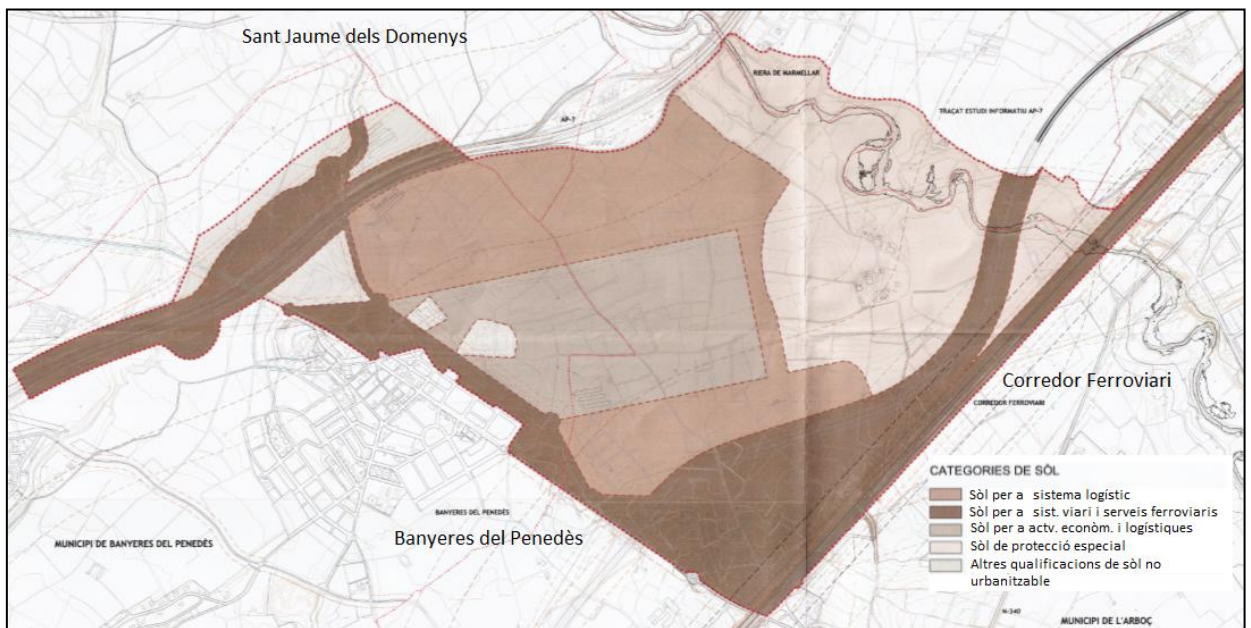 Sant Jaume dels Domenys
RIERA DE MARMELLAR
TRAÇAT ESTUDI INFORMATIU AP-7
AP-7
Corredor Ferroviari
CORREDOR FERROVIARI
CATEGORIES DE SÒL
Sòl per a sistema logístic
Sòl per a sist. viari i serveis ferroviaris
Sòl per a actv. econòm. i logístiques
Sòl de protecció especial
Altres qualificacions de sòl no
urbanitzable
BANYERES DEL PENEDÈS
Banyeres del Penedès
MUNICIPI DE BANYERES DEL PENEDÈS
N-340
MUNICIPI DE L'ARBOÇ